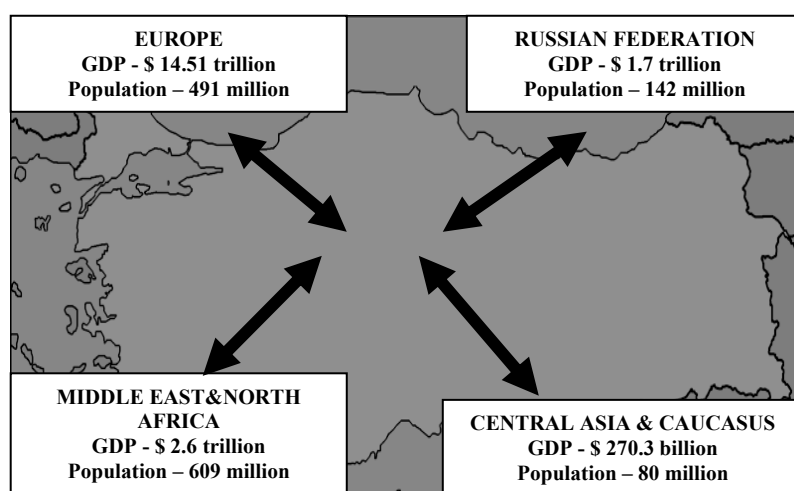 EUROPE
GDP - $ 14.51 trillion
Population – 491 million
RUSSIAN FEDERATION
GDP - $ 1.7 trillion
Population – 142 million
MIDDLE EAST&NORTH
AFRICA
GDP - $ 2.6 trillion
Population – 609 million
CENTRAL ASIA & CAUCASUS
GDP - $ 270.3 billion
Population – 80 million